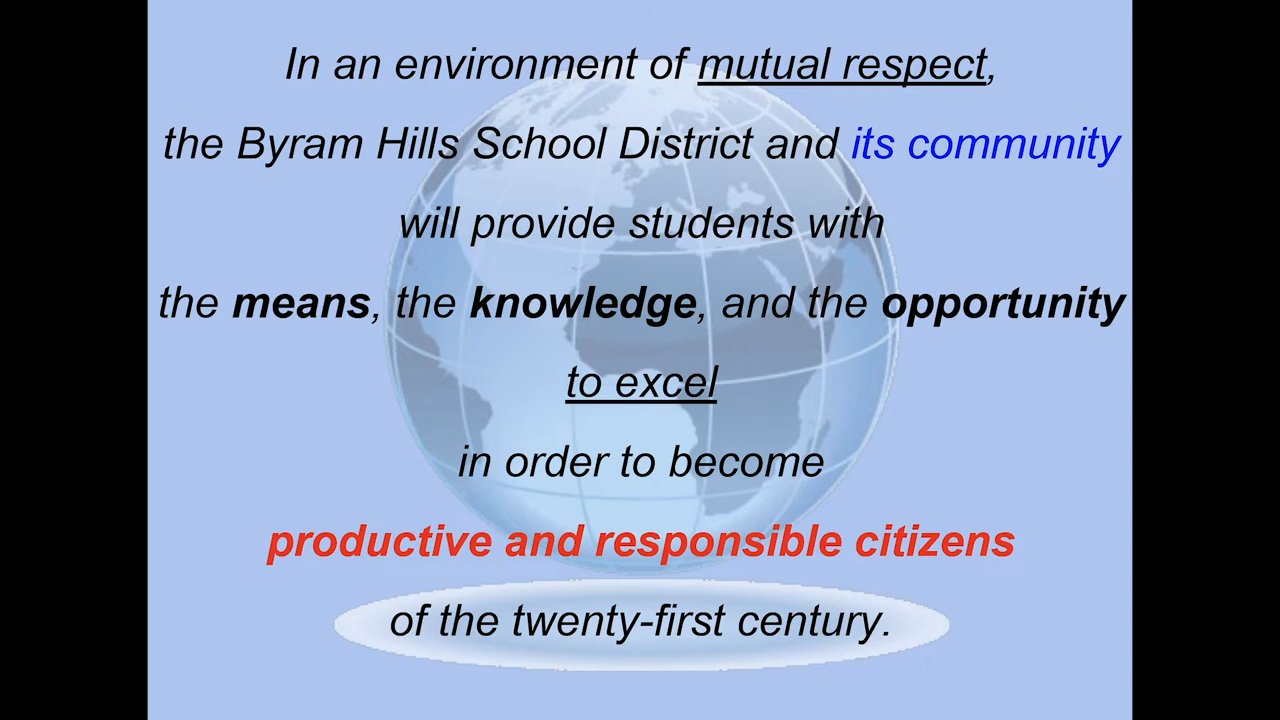 In an environment of mutual respect,
the Byram Hills School District and its community
will provide students with
the means, the knowledge, and the opportunity
to excel
in order to become
productive and responsible citizens
of the twenty-first century.